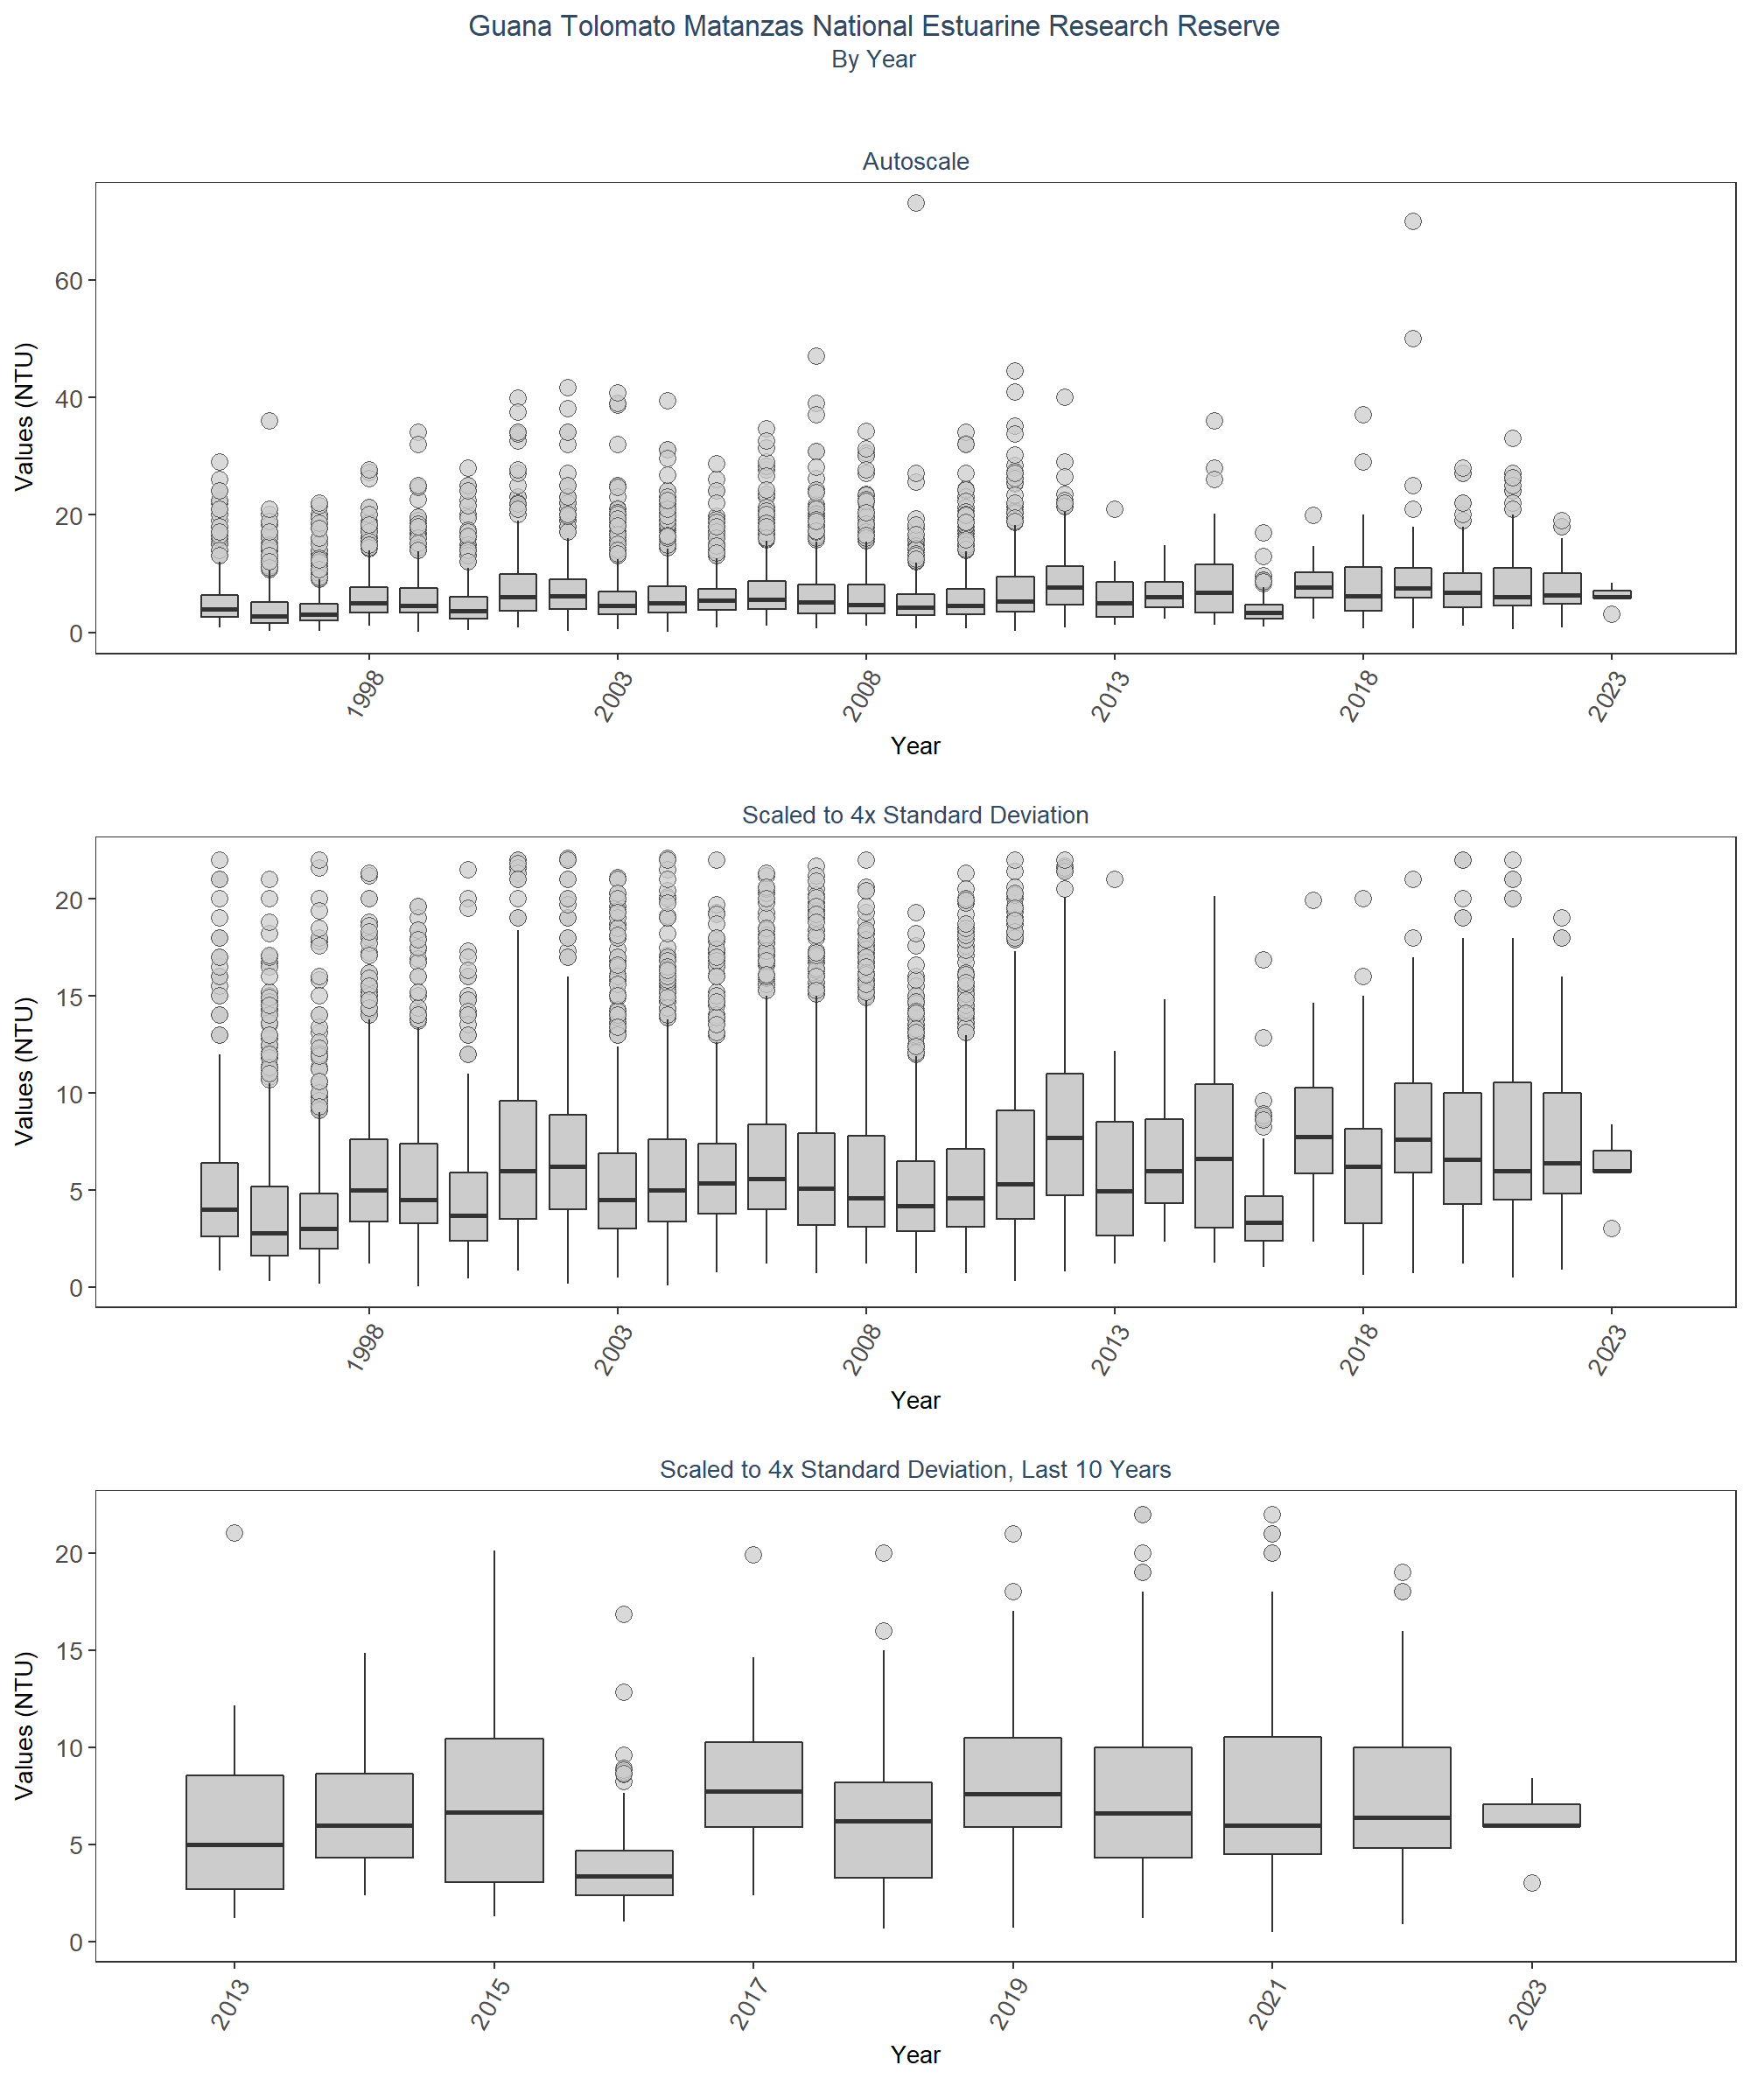 Guana Tolomato Matanzas National Estuarine Research Reserve
By Year
Autoscale
Values (NTU)
60
40
20
0
1998
2003
2008
2013
2018
2023
Year
Scaled to 4x Standard Deviation
Values (NTU)
20
15
10
5
0
1998
2003
2008
2013
2018
2023
Year
Scaled to 4x Standard Deviation, Last 10 Years
Values (NTU)
20
15
10
5
0
2013
2015
2017
2019
2021
2023
Year